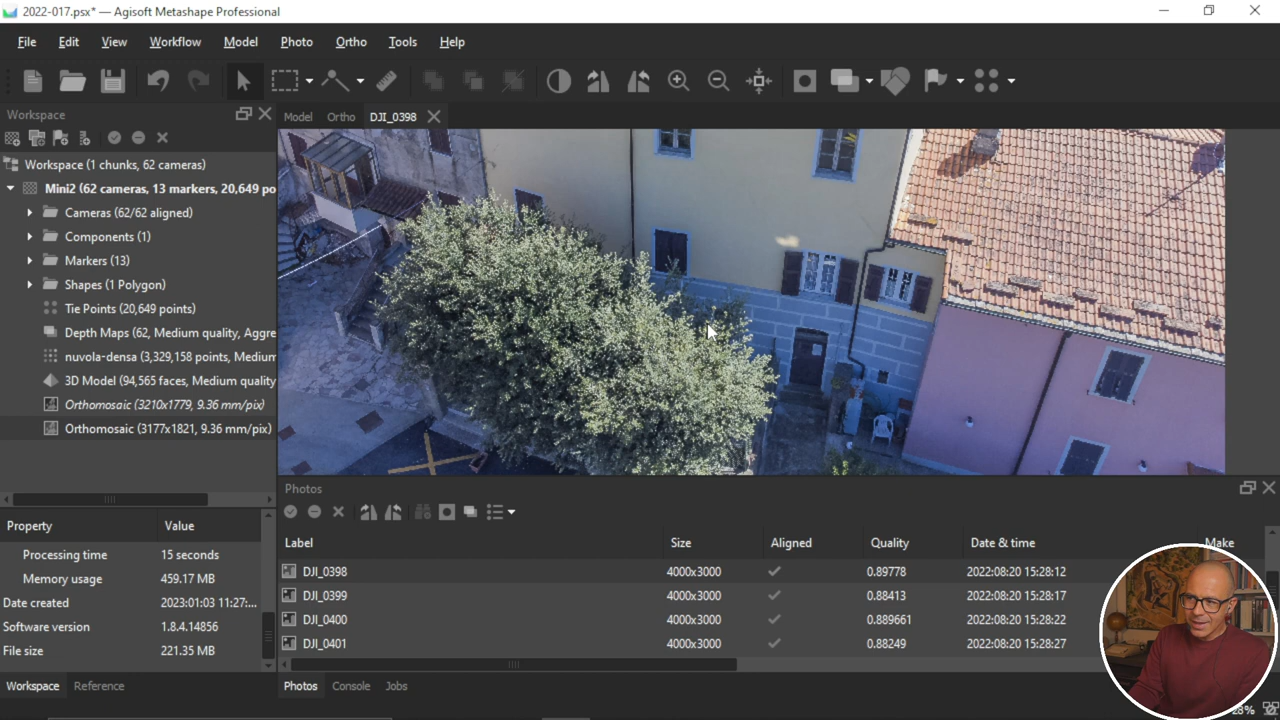 2022-017.psx* — Agisoft Metashape Professional
File Edit View Workflow Model Photo Ortho Tools Help
Workspace
Model Ortho DJI_0398
Workspace (1 chunks, 62 cameras)
Mini2 (62 cameras, 13 markers, 20,649 po
Cameras (62/62 aligned)
Components (1)
Markers (13)
Shapes (1 Polygon)
Tie Points (20,649 points)
Depth Maps (62, Medium quality, Aggre
nuvola-densa (3,329,158 points, Medium
3D Model (94,565 faces, Medium quality
Orthomosaic (3210x1779, 9.36 mm/pix)
Orthomosaic (3177x1821, 9.36 mm/pix)
Property Value
Processing time 15 seconds
Memory usage 459.17 MB
Date created 2023:01:03 11:27:...
Software version 1.8.4.14856
File size 221.35 MB
Workspace Reference
Photos
Label Size Aligned Quality Date & time Make
DJI_0398 4000x3000 0.89778 2022:08:20 15:28:12
DJI_0399 4000x3000 0.88413 2022:08:20 15:28:17
DJI_0400 4000x3000 0.889661 2022:08:20 15:28:22
DJI_0401 4000x3000 0.88249 2022:08:20 15:28:27
Photos Console Jobs